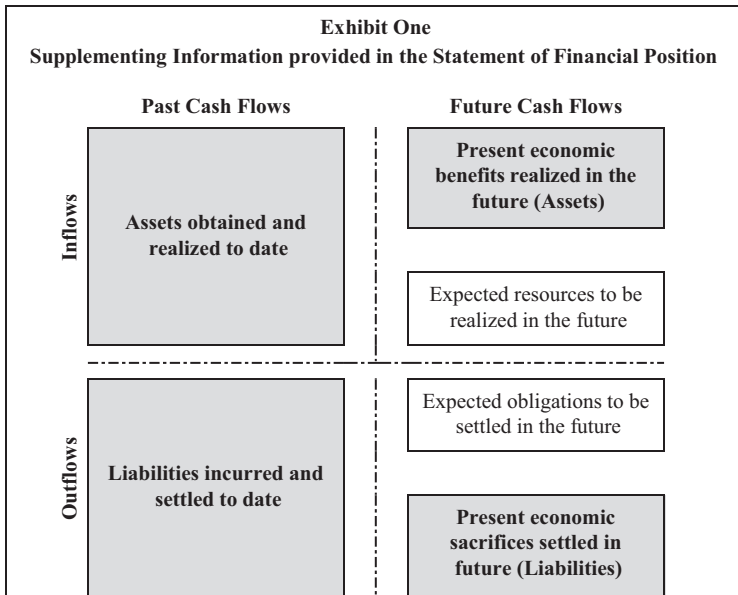 Exhibit One
Supplementing Information provided in the Statement of Financial Position
Past Cash Flows
Future Cash Flows
Inflows
Assets obtained and
realized to date
Present economic
benefits realized in the
future (Assets)
Expected resources to be
realized in the future
Outflows
Liabilities incurred and
settled to date
Expected obligations to be
settled in the future
Present economic
sacrifices settled in
future (Liabilities)